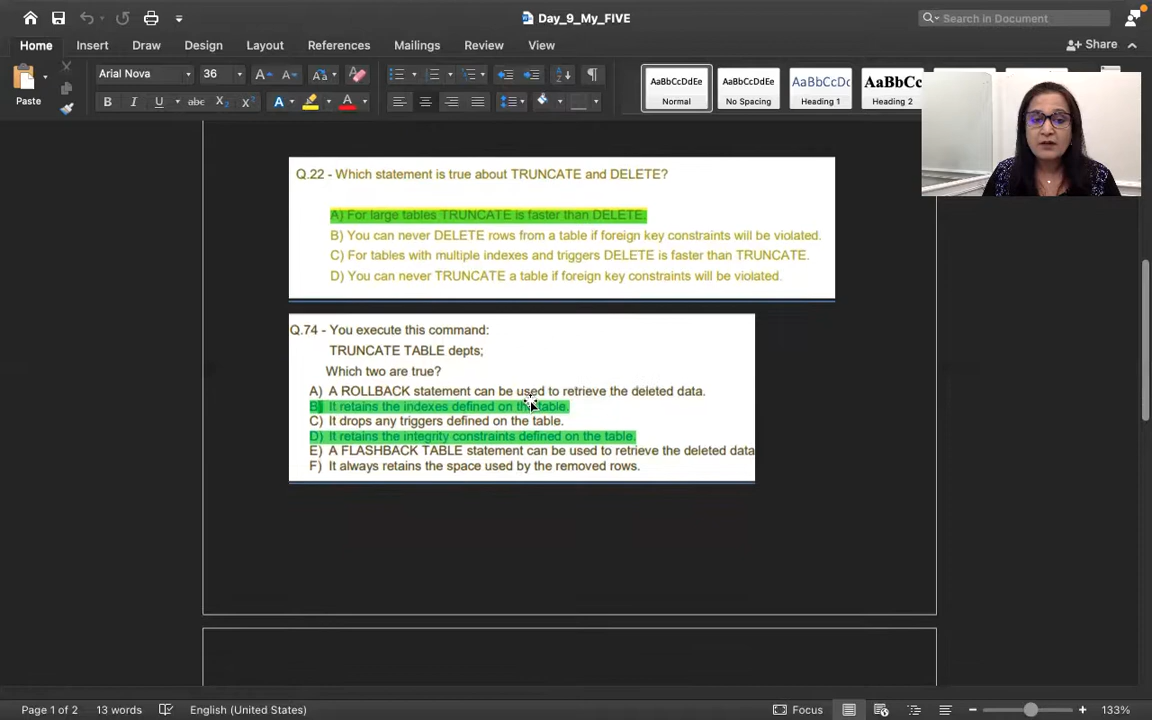 Day_9_My_FIVE
Search in Document
Home Insert Draw Design Layout References Mailings Review View
Share
Paste
Arial Nova 36
AaBbCcDdEe AaBbCcDdEe AaBbCcDc AaBbCcDdE
Normal No Spacing Heading 1 Heading 2
Q.22 - Which statement is true about TRUNCATE and DELETE?
A) For large tables TRUNCATE is faster than DELETE.
B) You can never DELETE rows from a table if foreign key constraints will be violated.
C) For tables with multiple indexes and triggers DELETE is faster than TRUNCATE.
D) You can never TRUNCATE a table if foreign key constraints will be violated.
Q.74 - You execute this command:
TRUNCATE TABLE depts;
Which two are true?
A) A ROLLBACK statement can be used to retrieve the deleted data.
B) It retains the indexes defined on the table.
C) It drops any triggers defined on the table.
D) It retains the integrity constraints defined on the table.
E) A FLASHBACK TABLE statement can be used to retrieve the deleted data
F) It always retains the space used by the removed rows.
Page 1 of 2 13 words English (United States) Focus 133%